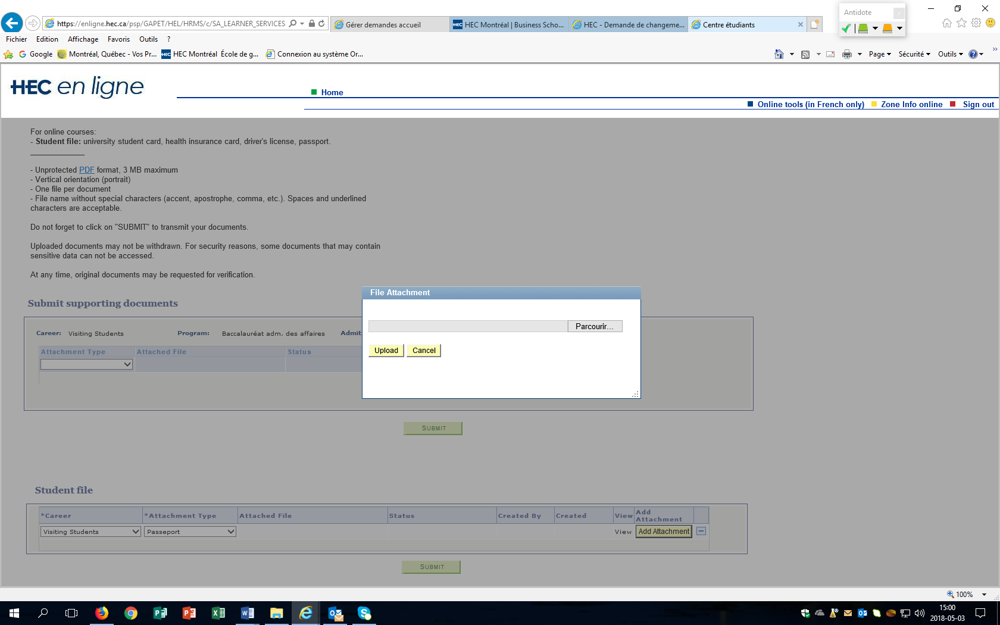 Antidote
https://enligne.hec.ca/psp/GAPET/HEL/HRMS/c/SA_LEARNER_SERVICES
Gérer demandes accueil
HEC Montréal | Business Scho...
HEC - Demande de changeme...
Centre étudiants
Fichier Edition Affichage Favoris Outils ?
Google Montréal, Québec - Vos Pr... HEC Montréal École de g... Connexion au système Or...
Page Sécurité Outils
HEC en ligne
Home
Online tools (in French only) Zone Info online Sign out
For online courses:
- Student file: university student card, health insurance card, driver's license, passport.
- Unprotected PDF format, 3 MB maximum
- Vertical orientation (portrait)
- One file per document
- File name without special characters (accent, apostrophe, comma, etc.). Spaces and underlined
characters are acceptable.
Do not forget to click on "SUBMIT" to transmit your documents.
Uploaded documents may not be withdrawn. For security reasons, some documents that may contain
sensitive data can not be accessed.
At any time, original documents may be requested for verification.
Submit supporting documents
Career: Visiting Students Program: Baccalauréat adm. des affaires Admit
Attachment Type Attached File Status
File Attachment
Parcourir...
Upload Cancel
SUBMIT
Student file
*Career *Attachment Type Attached File Status Created By Created View Add Attachment
Visiting Students Passeport View Add Attachment
SUBMIT
100%
15:00
2018-05-03